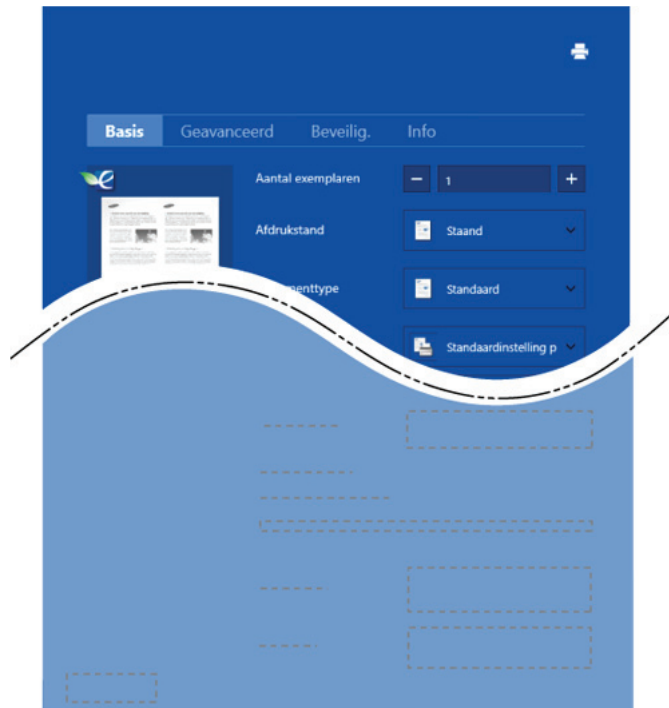 Basis Geavanceerd Beveilig. Info
Aantal exemplaren 1
Afdrukstand Staand
Standaard
Standaardinstelling p